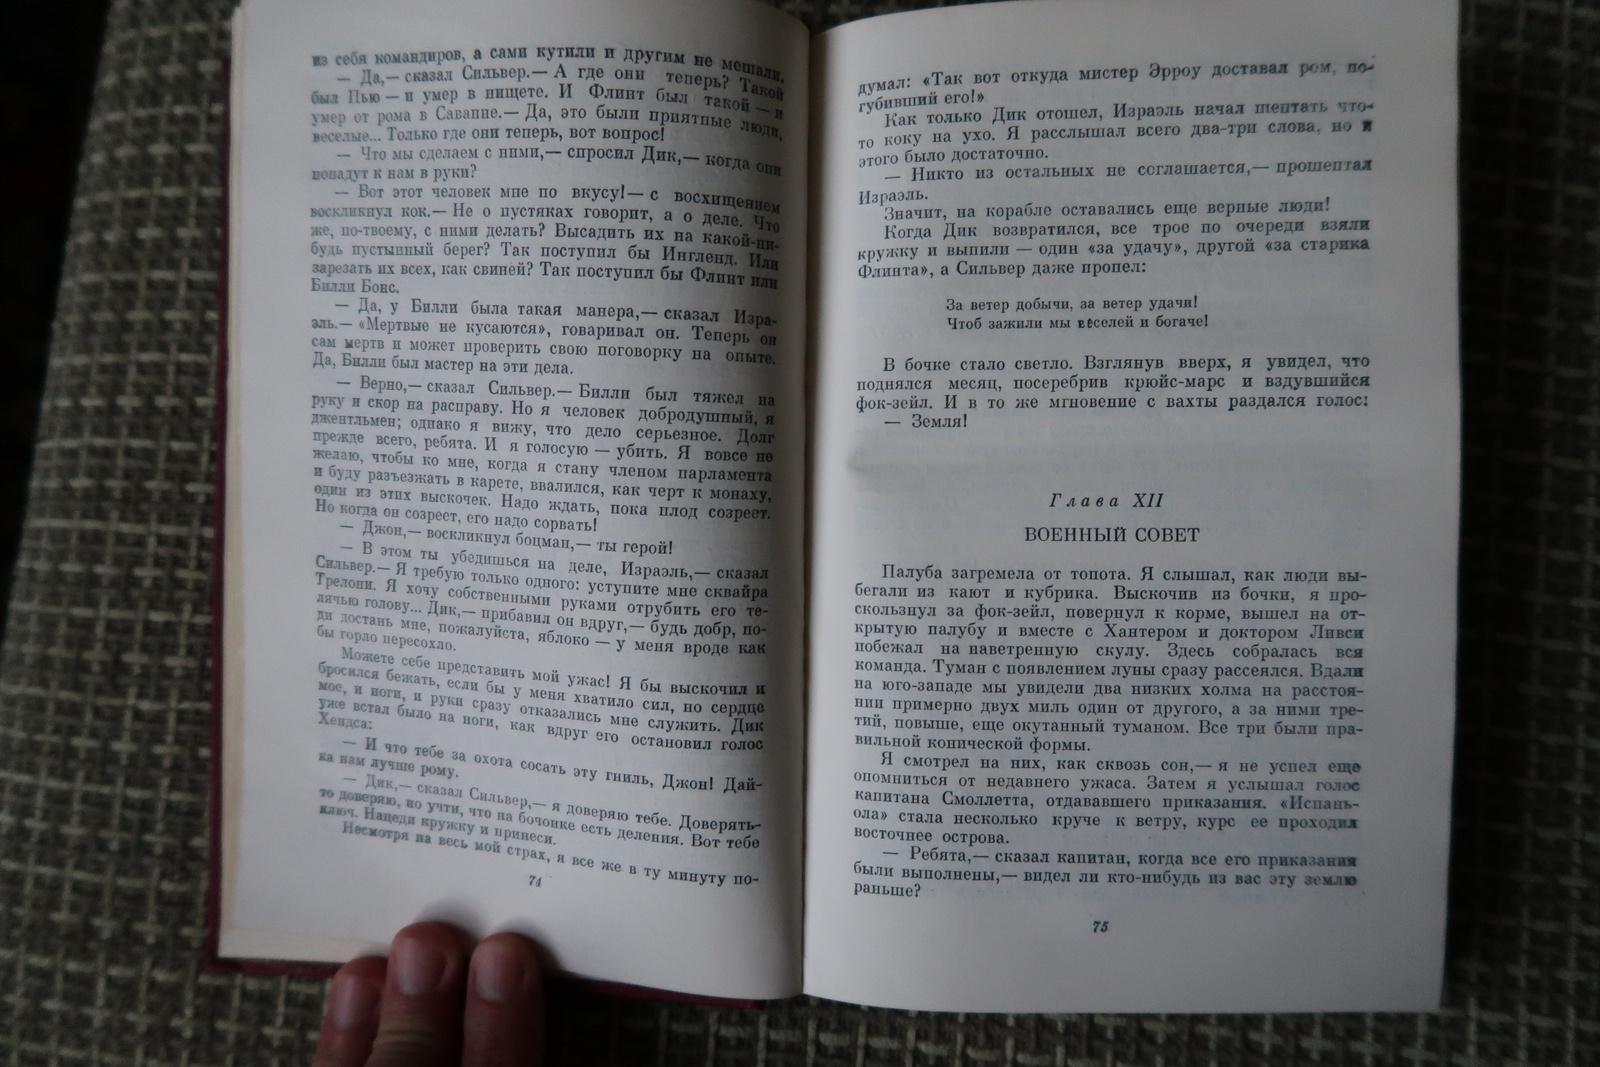 из себя командиров, а сами кутили и другим не мешали.
— Да,— сказал Сильвер.— А где они теперь? Такой
был Пью — и умер в нищете. И Флинт был такой — и
умер от рома в Саванне.— Да, это были приятные люди,
веселые... Только где они теперь, вот вопрос!
— Что мы сделаем с ними,— спросил Дик,— когда они
попадут к нам в руки?
— Вот этот человек мне по вкусу!— с восхищением
воскликнул кок.— Не о пустяках говорит, а о деле. Что
же, по-твоему, с ними делать? Высадить их на какой-ни-
будь пустынный берег? Так поступил бы Ингленд. Или
зарезать их всех, как свиней? Так поступил бы Флинт или
Билли Бонс.
— Да, у Билли была такая манера,— сказал Изра-
эль.— «Мертвые не кусаются», говаривал он. Теперь он
сам мертв и может проверить свою поговорку на опыте.
Да, Билли был мастер на эти дела.
— Верно,— сказал Сильвер.— Билли был тяжел на
руку и скор на расправу. Но я человек добродушный, я
джентльмен; однако я вижу, что дело серьезное. Долг
прежде всего, ребята. И я голосую — убить. Я вовсе не
желаю, чтобы ко мне, когда я стану членом парламента
и буду разъезжать в карете, ввалился, как черт к монаху,
один из этих выскочек. Надо ждать, пока плод созреет.
Но когда он созреет, его надо сорвать!
— Джон,— воскликнул боцман,— ты герой!
— В этом ты убедишься на деле, Израэль,— сказал
Сильвер.— Я требую только одного: уступите мне сквайра
Трелони. Я хочу собственными руками отрубить его те-
лячью голову... Дик,— прибавил он вдруг,— будь добр, по-
ди достань мне, пожалуйста, яблоко — у меня вроде как
бы горло пересохло.
Можете себе представить мой ужас! Я бы выскочил и
бросился бежать, если бы у меня хватило сил, но сердце
мое, и ноги, и руки сразу отказались мне служить. Дик
уже встал было на ноги, как вдруг его остановил голос
Хендса:
— И что тебе за охота сосать эту гниль, Джон! Дай-
ка нам лучше рому.
— Дик,— сказал Сильвер,— я доверяю тебе. Доверять-
то доверяю, но учти, что на бочонке есть деления. Вот тебе
ключ. Нацеди кружку и принеси.
Несмотря на весь мой страх, я все же в ту минуту по-
74
думал: «Так вот откуда мистер Эрроу доставал ром, по-
губивший его!»
Как только Дик отошел, Израэль начал шептать что-
то коку на ухо. Я расслышал всего два-три слова, но и
этого было достаточно.
— Никто из остальных не соглашается,— прошептал
Израэль.
Значит, на корабле оставались еще верные люди!
Когда Дик возвратился, все трое по очереди взяли
кружку и выпили — один «за удачу», другой «за старика
Флинта», а Сильвер даже пропел:
За ветер добычи, за ветер удачи!
Чтоб зажили мы веселей и богаче!
В бочке стало светло. Взглянув вверх, я увидел, что
поднялся месяц, посеребрив крюйс-марс и вздувшийся
фок-зейл. И в то же мгновение с вахты раздался голос:
— Земля!
Глава XII
ВОЕННЫЙ СОВЕТ
Палуба загремела от топота. Я слышал, как люди вы-
бегали из кают и кубрика. Выскочив из бочки, я про-
скользнул за фок-зейл, повернул к корме, вышел на от-
крытую палубу и вместе с Хантером и доктором Ливси
побежал на наветренную скулу. Здесь собралась вся
команда. Туман с появлением луны сразу рассеялся. Вдали
на юго-западе мы увидели два низких холма на расстоя-
нии примерно двух миль один от другого, а за ними тре-
тий, повыше, еще окутанный туманом. Все три были пра-
вильной конической формы.
Я смотрел на них, как сквозь сон,— я не успел еще
опомниться от недавнего ужаса. Затем я услышал голос
капитана Смоллетта, отдававшего приказания. «Испань-
ола» стала несколько круче к ветру, курс ее проходил
восточнее острова.
— Ребята,— сказал капитан, когда все его приказания
были выполнены,— видел ли кто-нибудь из вас эту землю
раньше?
75